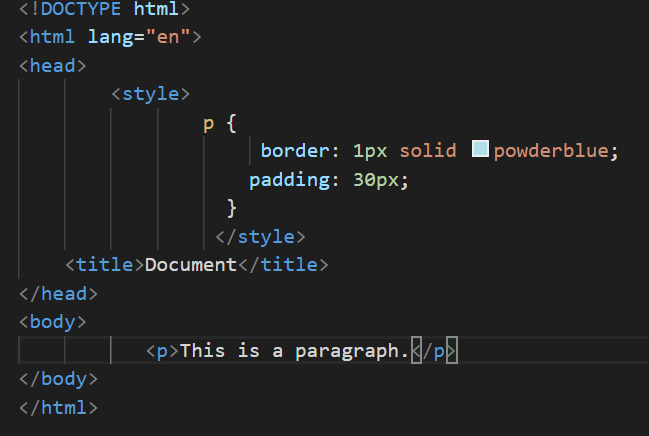 <!DOCTYPE html>
<html lang="en">
<head>
<style>
p {
border: 1px solid powderblue;
padding: 30px;
}
</style>
<title>Document</title>
</head>
<body>
<p>This is a paragraph.</p>
</body>
</html>